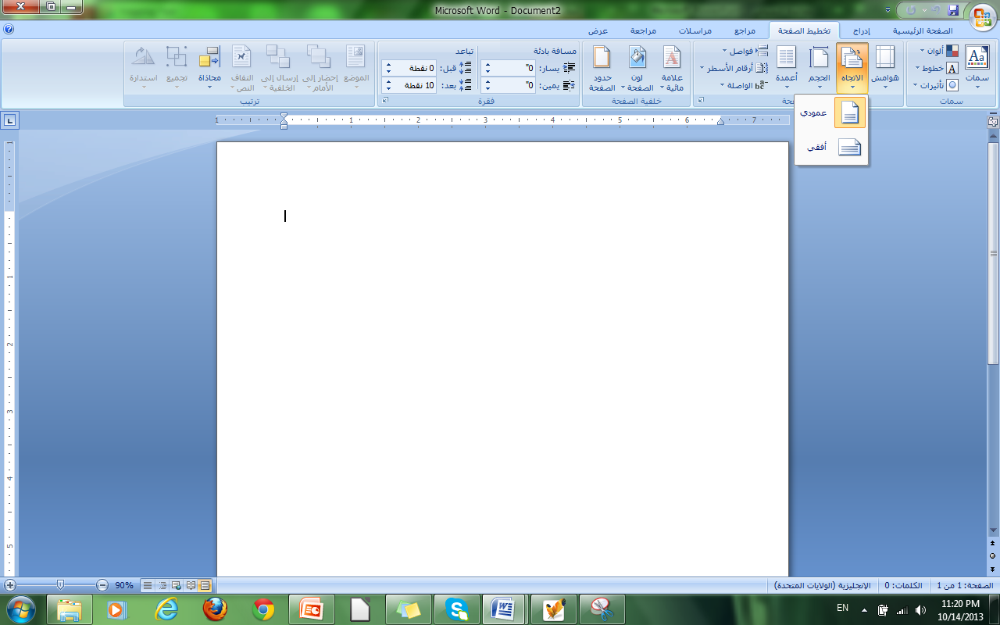 Microsoft Word - Document2
الصفحة الرئيسية إدراج تخطيط الصفحة مراجع مراسلات مراجعة عرض
سمات
ألوان
خطوط
تأثيرات
سمات
هوامش
الاتجاه
الحجم
أعمدة
فواصل
أرقام الأسطر
الواصلة
علامة مائية
لون الصفحة
حدود الصفحة
خلفية الصفحة
مسافة بادئة
يسار: 0"
يمين: 0"
تباعد
قبل: 0 نقطة
بعد: 10 نقطة
فقرة
الموضع
إحضار إلى الأمام
إرسال إلى الخلفية
التفاف النص
محاذاة
تجميع
استدارة
ترتيب
عمودي
أفقي
1 1 2 3 4 5 6 7
1
1
2
3
4
5
الصفحة: 1 من 1 الكلمات: 0 الإنجليزية (الولايات المتحدة)
90%
EN
11:20 PM
10/14/2013